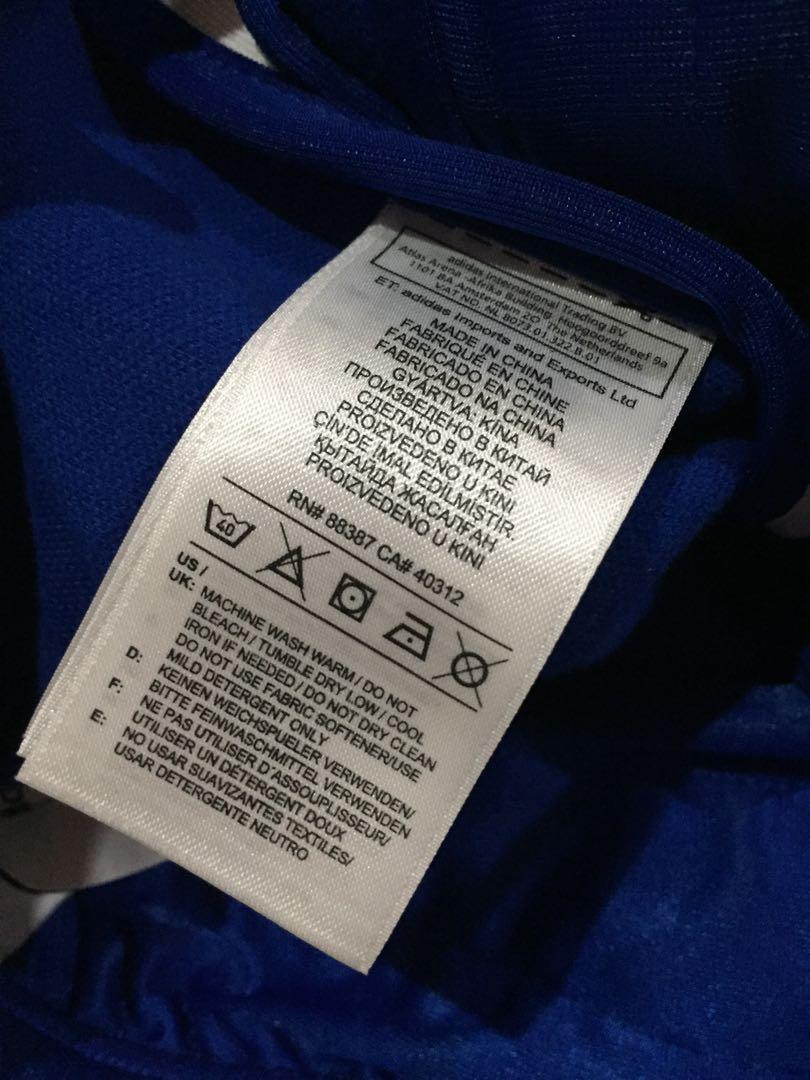 adidas International Trading BV
Atlas Arena, Afrika Building, Hoogoorddreef 9a
1101 BA Amsterdam ZO The Netherlands
VAT NO. NL 8073.01.322.B.01
ET: adidas Imports and Exports Ltd
MADE IN CHINA
FABRIQUÉ EN CHINE
FABRICADO EN CHINA
FABRICADO NA CHINA
GYÁRTVA: KÍNA
ПРОИЗВЕДЕНО В КИТАЙ
СДЕЛАНО В КИТАЕ
PROIZVEDENO U KINI
ÇİN'DE İMAL EDİLMİŞTİR.
ҚЫТАЙДА ЖАСАЛҒАН
PROIZVEDENO U KINI
RN# 88387 CA# 40312
40
US /
UK: MACHINE WASH WARM / DO NOT
BLEACH / TUMBLE DRY LOW / COOL
IRON IF NEEDED / DO NOT DRY CLEAN
DO NOT USE FABRIC SOFTENER/USE
MILD DETERGENT ONLY
D: KEINEN WEICHSPUELER VERWENDEN/
BITTE FEINWASCHMITTEL VERWENDEN
F: NE PAS UTILISER D'ASSOUPLISSEUR/
UTILISER UN DÉTERGENT DOUX
E: NO USAR SUAVIZANTES TEXTILES/
USAR DETERGENTE NEUTRO